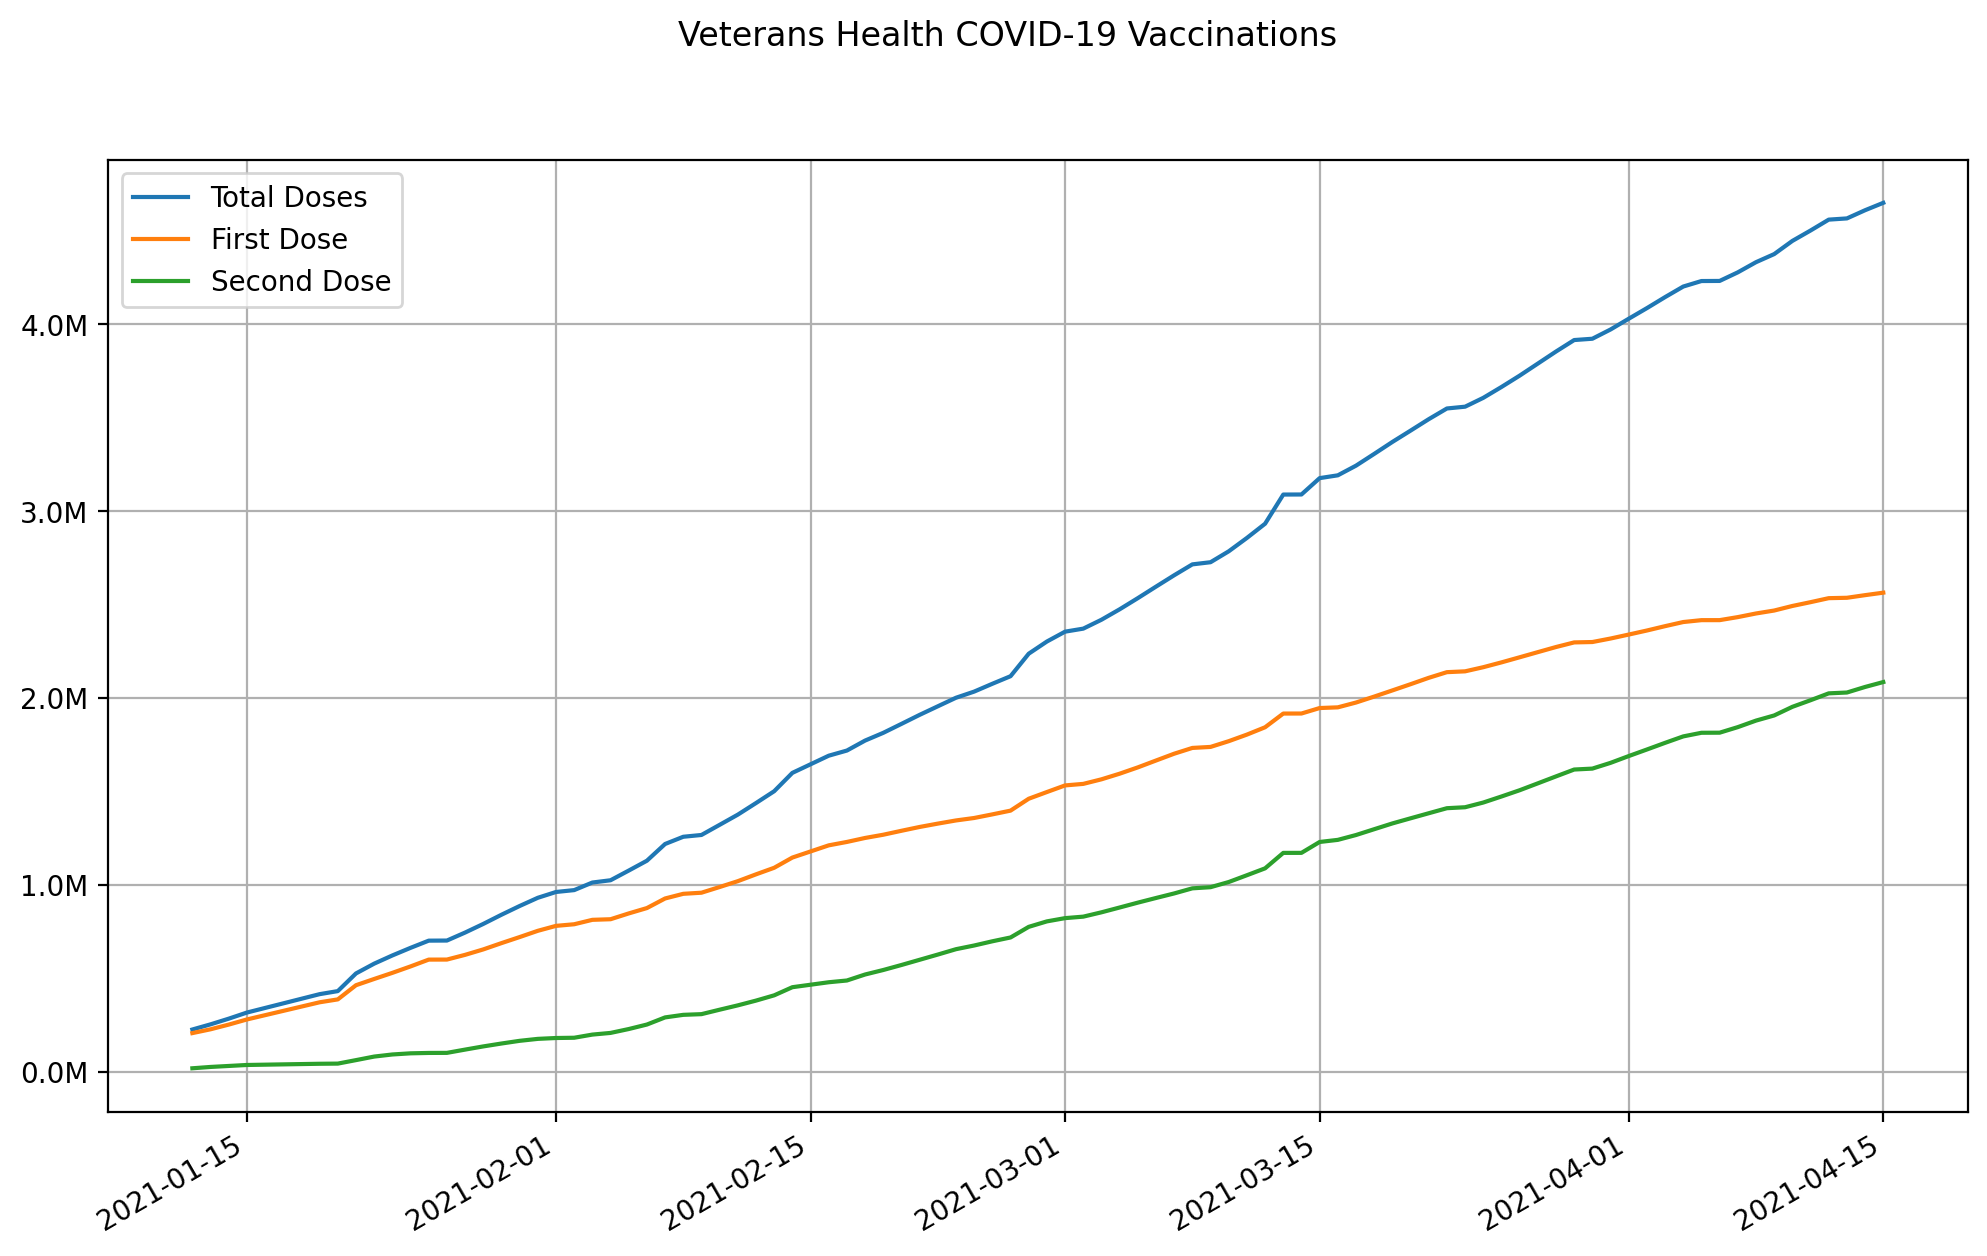 Veterans Health COVID-19 Vaccinations
Total Doses
First Dose
Second Dose
4.0M
3.0M
2.0M
1.0M
0.0M
2021-01-15
2021-02-01
2021-02-15
2021-03-01
2021-03-15
2021-04-01
2021-04-15